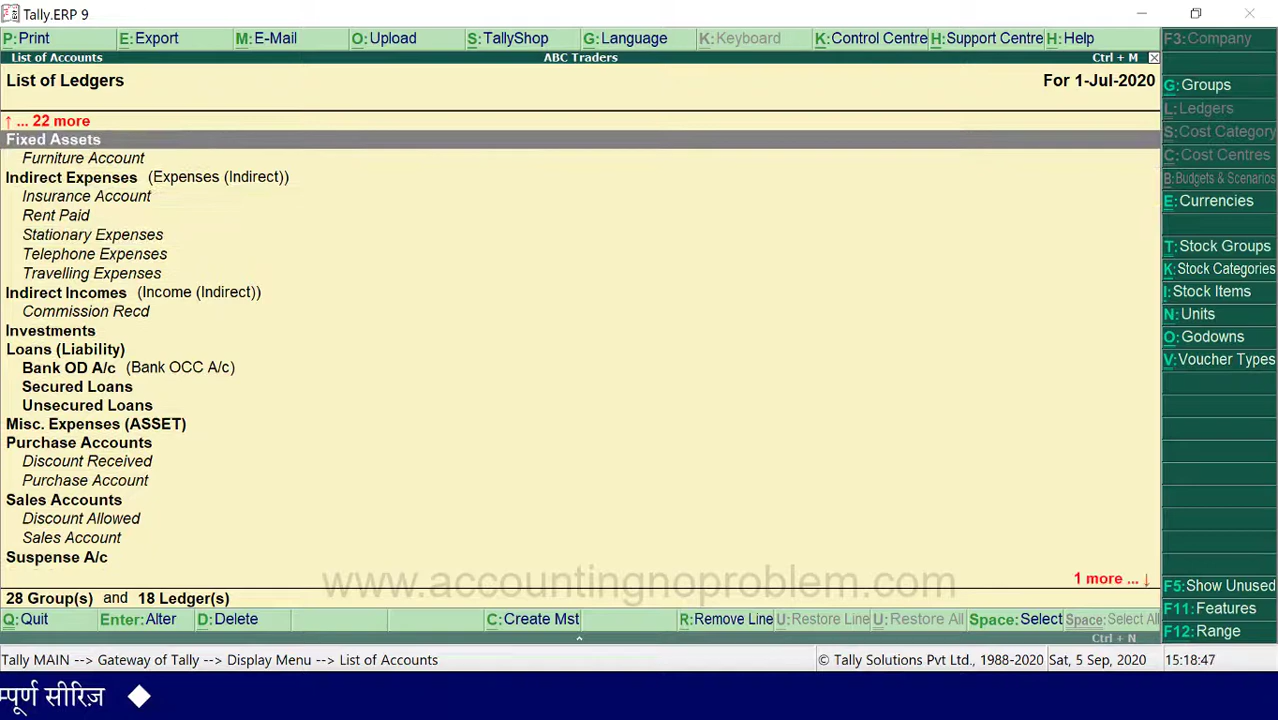 Tally.ERP 9
P: Print E: Export M: E-Mail O: Upload S: TallyShop G: Language K: Keyboard K: Control Centre H: Support Centre H: Help
List of Accounts ABC Traders Ctrl + M
List of Ledgers For 1-Jul-2020
↑ ... 22 more
Fixed Assets
Furniture Account
Indirect Expenses (Expenses (Indirect))
Insurance Account
Rent Paid
Stationary Expenses
Telephone Expenses
Travelling Expenses
Indirect Incomes (Income (Indirect))
Commission Recd
Investments
Loans (Liability)
Bank OD A/c (Bank OCC A/c)
Secured Loans
Unsecured Loans
Misc. Expenses (ASSET)
Purchase Accounts
Discount Received
Purchase Account
Sales Accounts
Discount Allowed
Sales Account
Suspense A/c
1 more ... ↓
www.accountingnoproblem.com
28 Group(s) and 18 Ledger(s)
F3: Company
G: Groups
L: Ledgers
S: Cost Category
C: Cost Centres
B: Budgets & Scenarios
E: Currencies
T: Stock Groups
K: Stock Categories
I: Stock Items
N: Units
O: Godowns
V: Voucher Types
F5: Show Unused
F11: Features
F12: Range
Q: Quit Enter: Alter D: Delete C: Create Mst R: Remove Line U: Restore Line U: Restore All Space: Select Space: Select All
Ctrl + N
Tally MAIN --> Gateway of Tally --> Display Menu --> List of Accounts © Tally Solutions Pvt Ltd., 1988-2020 Sat, 5 Sep, 2020 15:18:47
म्पूर्ण सीरिज़